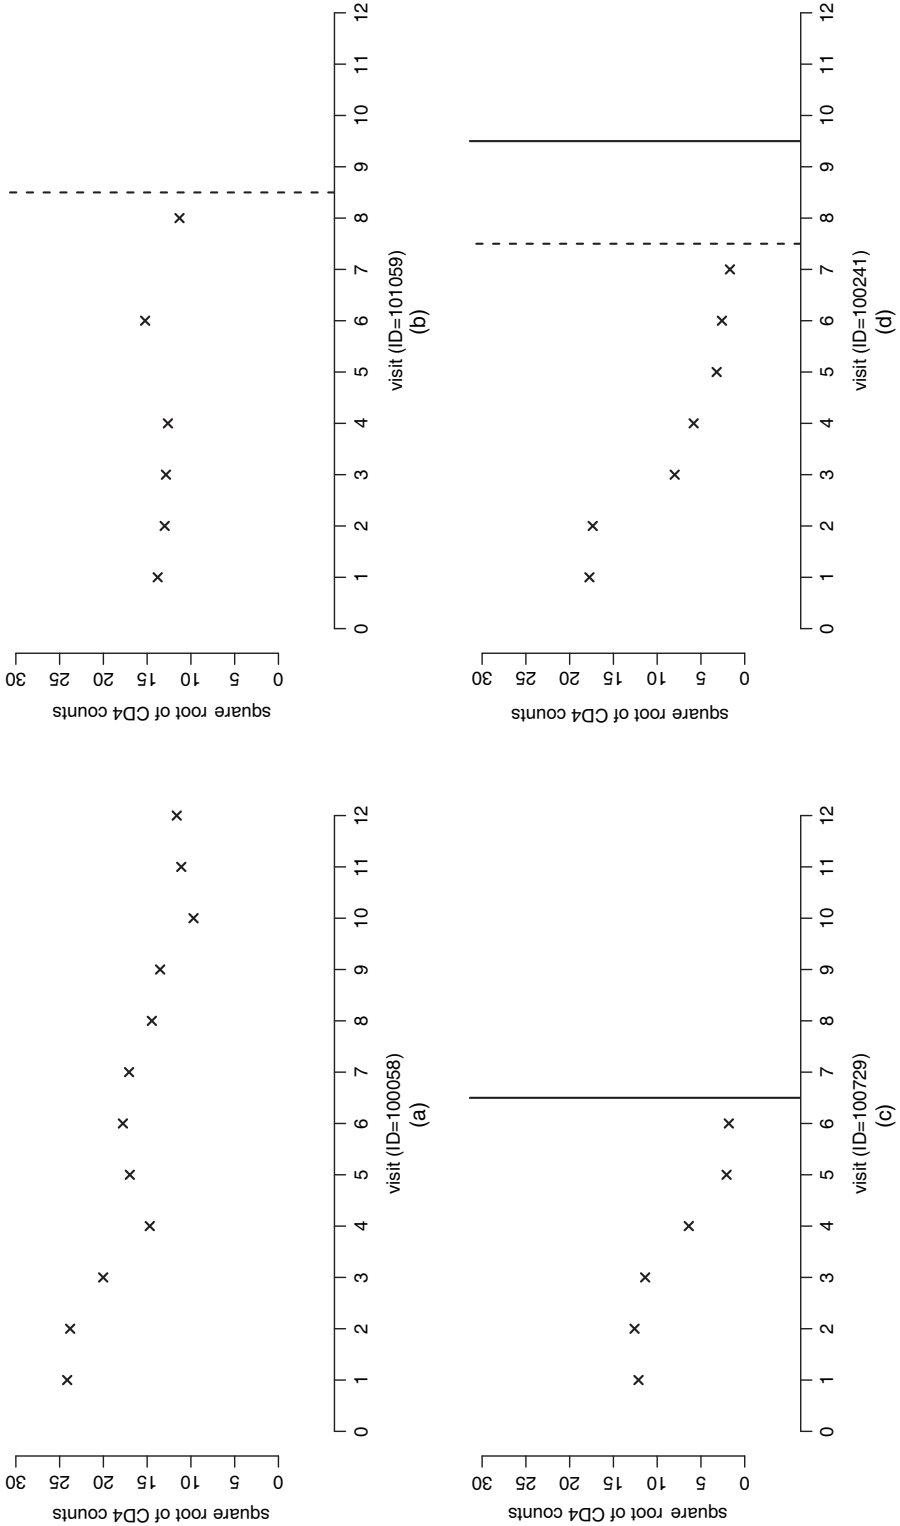 square root of CD4 counts
0 5 10 15 20 25 30
0 1 2 3 4 5 6 7 8 9 10 11 12
visit (ID=100058)
(a)
square root of CD4 counts
0 5 10 15 20 25 30
0 1 2 3 4 5 6 7 8 9 10 11 12
visit (ID=101059)
(b)
square root of CD4 counts
0 5 10 15 20 25 30
0 1 2 3 4 5 6 7 8 9 10 11 12
visit (ID=100729)
(c)
square root of CD4 counts
0 5 10 15 20 25 30
0 1 2 3 4 5 6 7 8 9 10 11 12
visit (ID=100241)
(d)